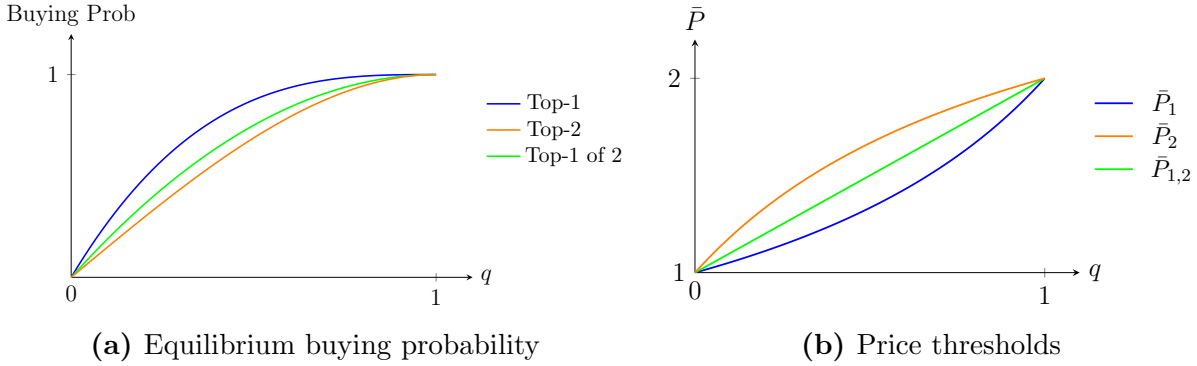 Buying Prob
1
0
1
q
Top-1
Top-2
Top-1 of 2
(a) Equilibrium buying probability
P̄
2
1
0
1
q
P̄₁
P̄₂
P̄₁,₂
(b) Price thresholds